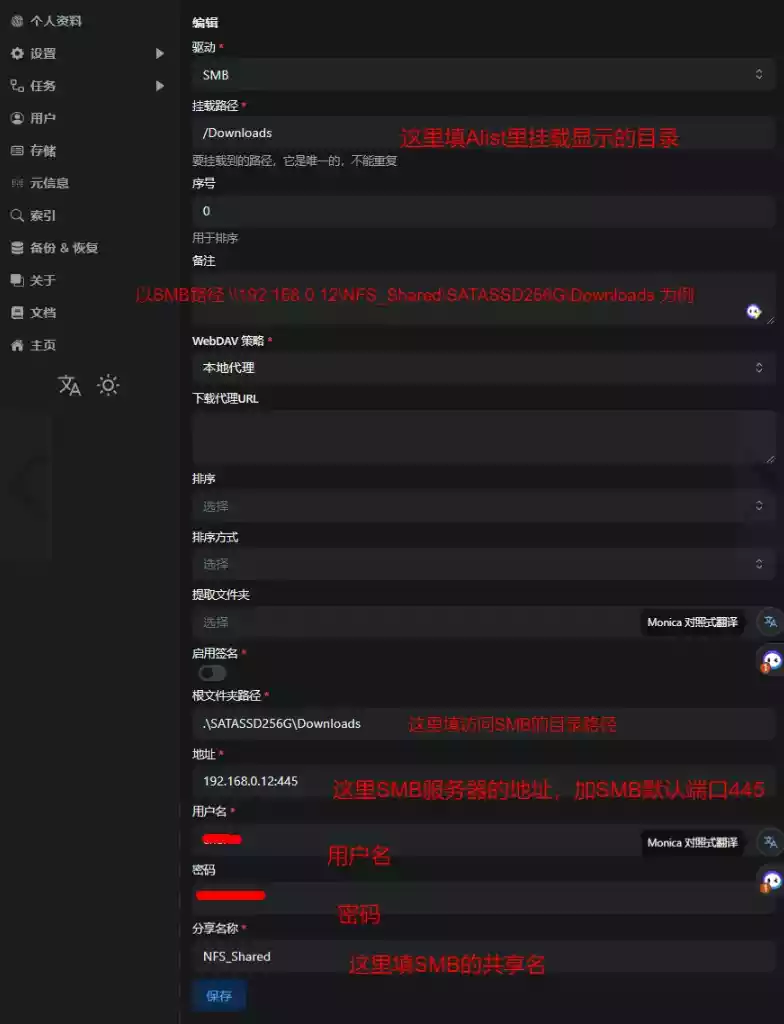 个人资料
设置
任务
用户
存储
元信息
索引
备份 & 恢复
关于
文档
主页
编辑
驱动 *
SMB
挂载路径 *
/Downloads 这里填Alist里挂载显示的目录
要挂载到的路径，它是唯一的，不能重复
序号
0
用于排序
备注
以SMB路径 \\192.168.0.12\NFS_Shared\SATASSD256G\Downloads 为例
WebDAV 策略 *
本地代理
下载代理URL
排序
选择
排序方式
选择
提取文件夹
选择 Monica 对照式翻译
启用签名 *
根文件夹路径 *
.\SATASSD256G\Downloads 这里填访问SMB的目录路径
地址 *
192.168.0.12:445 这里SMB服务器的地址，加SMB默认端口445
用户名 *
用户名 Monica 对照式翻译
密码
密码
分享名称 *
NFS_Shared 这里填SMB的共享名
保存